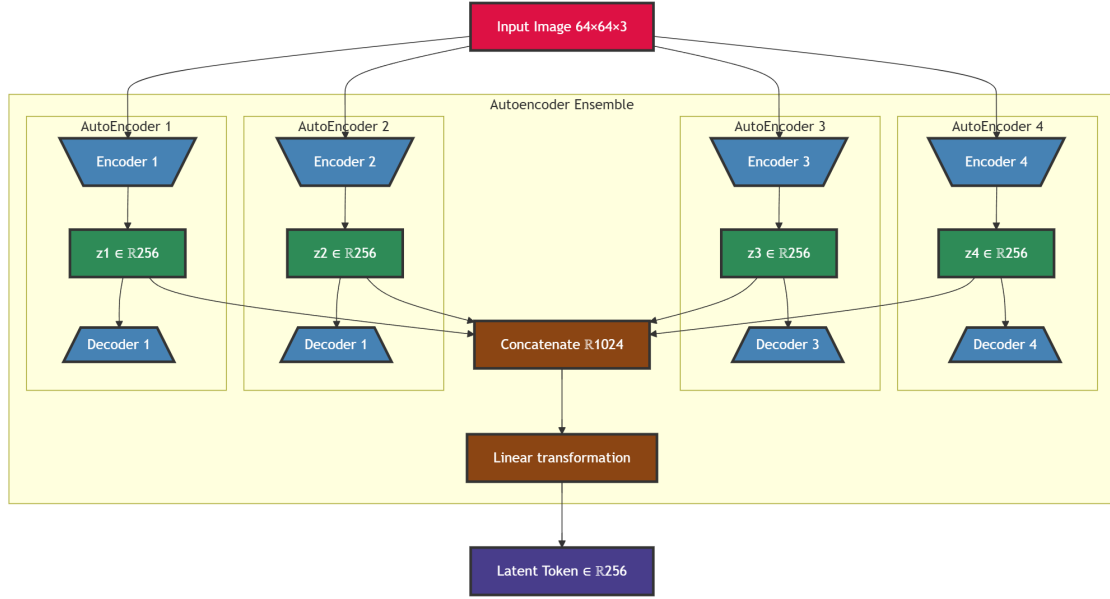 Input Image 64×64×3
Autoencoder Ensemble
AutoEncoder 1
AutoEncoder 2
AutoEncoder 3
AutoEncoder 4
Encoder 1
Encoder 2
Encoder 3
Encoder 4
z1 ∈ ℝ256
z2 ∈ ℝ256
z3 ∈ ℝ256
z4 ∈ ℝ256
Decoder 1
Decoder 1
Concatenate ℝ1024
Decoder 3
Decoder 4
Linear transformation
Latent Token ∈ ℝ256